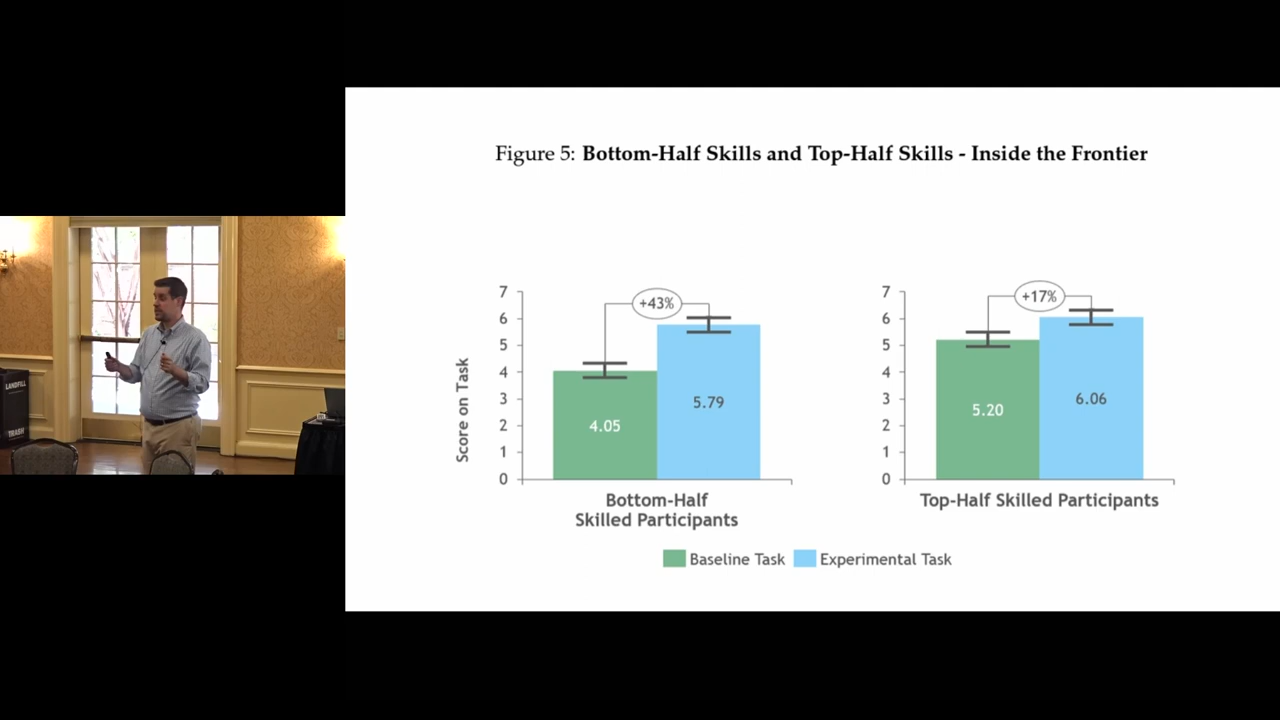 Figure 5: Bottom-Half Skills and Top-Half Skills - Inside the Frontier
Score on Task
7
6
5
4
3
2
1
0
+43%
4.05
5.79
Bottom-Half
Skilled Participants
7
6
5
4
3
2
1
0
+17%
5.20
6.06
Top-Half Skilled Participants
Baseline Task
Experimental Task
LANDFILL
TRASH